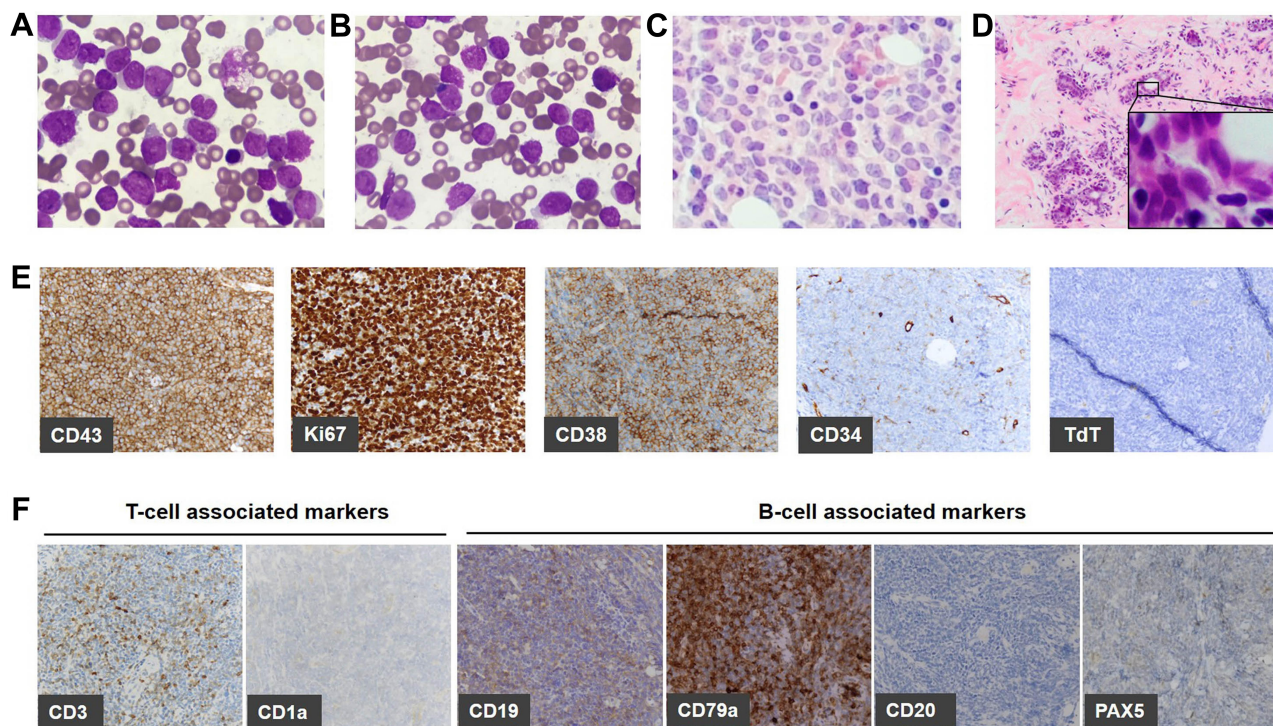 A
B
C
D
E
CD43
Ki67
CD38
CD34
TdT
F
T-cell associated markers
B-cell associated markers
CD3
CD1a
CD19
CD79a
CD20
PAX5